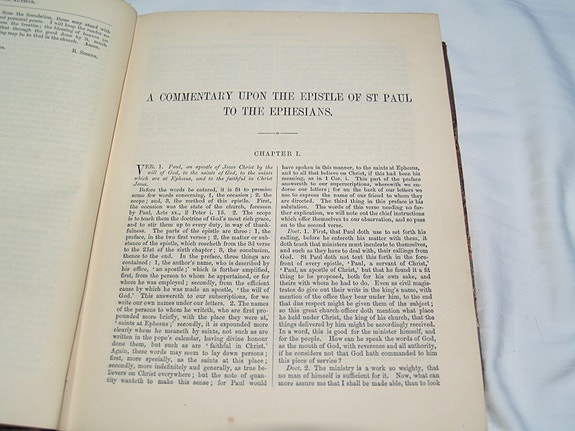 AUTHOR.
from the foundation, these may stand with
R. SIBBES.
A COMMENTARY UPON THE EPISTLE OF ST PAUL
TO THE EPHESIANS.
CHAPTER I.
VER. 1. Paul, an apostle of Jesus Christ by the
will of God, to the saints of God, to the saints
which are at Ephesus, and to the faithful in Christ
Jesus.
Before the words be entered, it is fit to premise
some few words concerning, 1, the occasion; 2, the
scope; and, 3, the method of this epistle. First, the
occasion was the state of the church, foreseen
by Paul, Acts xx., 2 Peter i. 15. 2. The scope
is to teach them the doctrine of God's most rich grace,
and to stir them up to every duty, in way of thank-
fulness. The parts of the epistle are three: 1, the
preface, in the two first verses; 2, the matter or sub-
stance of the epistle, which reacheth from the 3d verse
to the 21st of the sixth chapter; 3, the conclusion,
thence to the end. In the preface, three things are
contained: 1, the author's name, who is described by
his office, 'an apostle;' which is further amplified,
first, from the person to whom he appertained, or for
whom he was employed; secondly, from the efficient
cause by which he was made an apostle, 'the will of
God.' This answereth to our subscriptions, for we
write our own names under our letters. 2. The names of
the persons to whom he writeth, who are first pro-
pounded more briefly, with the place they were at,
'saints at Ephesus;' secondly, it is expounded more
clearly whom he meaneth by saints, not such as are
written in the pope's calendar, having divine honour
done them, but such as are 'faithful in Christ.'
Again, these words may seem to lay down persons;
first, more specially, as the saints at this place;
secondly, more indefinitely and generally, as true be-
lievers on Christ everywhere; but the note of quan-
tity wanteth to make this sense; for Paul would
have spoken in this manner, to the saints at Ephesus,
and to all that believe on Christ, if this had been his
meaning, as in 1 Cor. i. This part of the preface
answereth to our superscriptions, wherewith we en-
dorse our letters; for on the back of our letters we
use to express the name of our friend to whom they
are directed. The third thing in this preface is his
salutation. The words of this verse needing no fur-
ther explication, we will note out the chief instructions
which offer themselves to our observation, and so pass
on to the second verse.
Doct. 1. First, that Paul doth use to set forth his
calling, before he entereth his matter with them, it
doth teach that ministers must inculcate to themselves,
and such as they have to deal with, their callings from
God. St Paul doth not text this forth in the fore-
front of every epistle, 'Paul, a servant of Christ,'
'Paul, an apostle of Christ,' but that he found it a fit
thing to be proposed, both for his own sake, and
theirs with whom he had to do. Even as civil magis-
trates do give out their writs in the king's name, with
mention of the office they bear under him, to the end
that due respect might be given them of the subject;
so this great church-officer doth mention what place
he held under Christ, the king of his church, that the
things delivered by him might be accordingly received.
In a word, this is good for the minister himself, and
for the people. How can he speak the words of God,
as the mouth of God, with reverence and all authority,
if he considers not that God hath commanded to him
this piece of service?
Doct. 2. The ministry is a work so weighty, that
no man of himself is sufficient for it. Now, what can
more assure me that I shall be made able, than to look